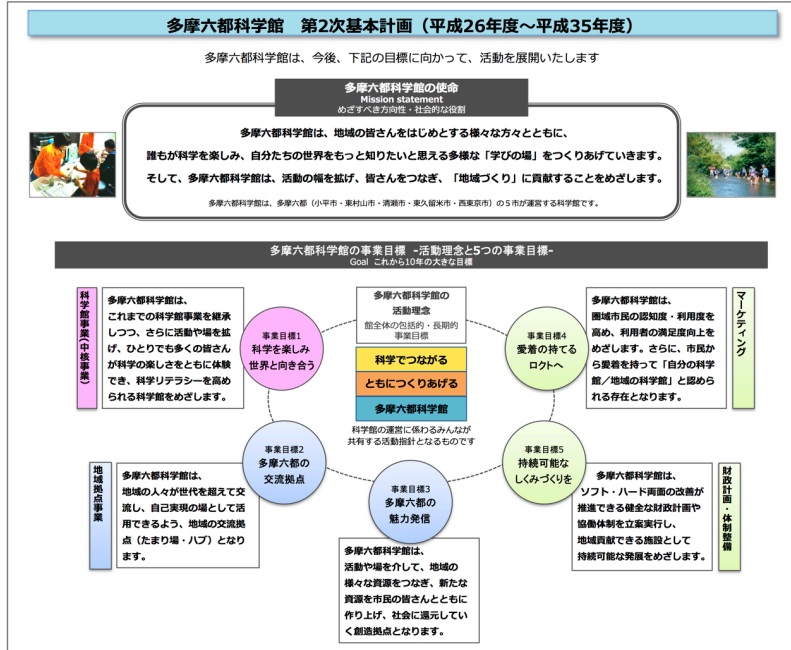 多摩六都科学館　第2次基本計画（平成26年度～平成35年度）
多摩六都科学館は、今後、下記の目標に向かって、活動を展開いたします
多摩六都科学館の使命
Mission statement
めざすべき方向性・社会的な役割
多摩六都科学館は、地域の皆さんをはじめとする様々な方々とともに、
誰もが科学を楽しみ、自分たちの世界をもっと知りたいと思える多様な「学びの場」をつくりあげていきます。
そして、多摩六都科学館は、活動の幅を拡げ、皆さんをつなぎ、「地域づくり」に貢献することをめざします。
多摩六都科学館は、多摩六都（小平市・東村山市・清瀬市・東久留米市・西東京市）の５市が運営する科学館です。
多摩六都科学館の事業目標 -活動理念と5つの事業目標-
Goal これから10年の大きな目標
科学館事業(中核事業)
多摩六都科学館は、
これまでの科学館事業を継承
しつつ、さらに活動や場を拡
げ、ひとりでも多くの皆さん
が科学の楽しさをともに体験
でき、科学リテラシーを高め
られる科学館をめざします。
事業目標1
科学を楽しみ
世界と向き合う
多摩六都科学館の
活動理念
館全体の包括的・長期的
事業目標
科学でつながる
ともにつくりあげる
多摩六都科学館
科学館の運営に係わるみんなが
共有する活動指針となるものです
事業目標4
愛着の持てる
ロクトへ
多摩六都科学館は、
圏域市民の認知度・利用度を
高め、利用者の満足度向上を
めざします。さらに、市民か
ら愛着を持って「自分の科学
館／地域の科学館」と認めら
れる存在となります。
マーケティング
地域拠点事業
多摩六都科学館は、
地域の人々が世代を超えて交
流し、自己実現の場として活
用できるよう、地域の交流拠
点（たまり場・ハブ）となりま
す。
事業目標2
多摩六都の
交流拠点
事業目標3
多摩六都の
魅力発信
多摩六都科学館は、
活動や場を介して、地域の
様々な資源をつなぎ、新たな
資源を市民の皆さんとともに
作り上げ、社会に還元してい
く創造拠点となります。
事業目標5
持続可能な
しくみづくりを
多摩六都科学館は、
ソフト・ハード両面の改善が
推進できる健全な財政計画や
協働体制を立案実行し、
地域貢献できる施設として
持続可能な発展をめざします。
財政計画・体制整備